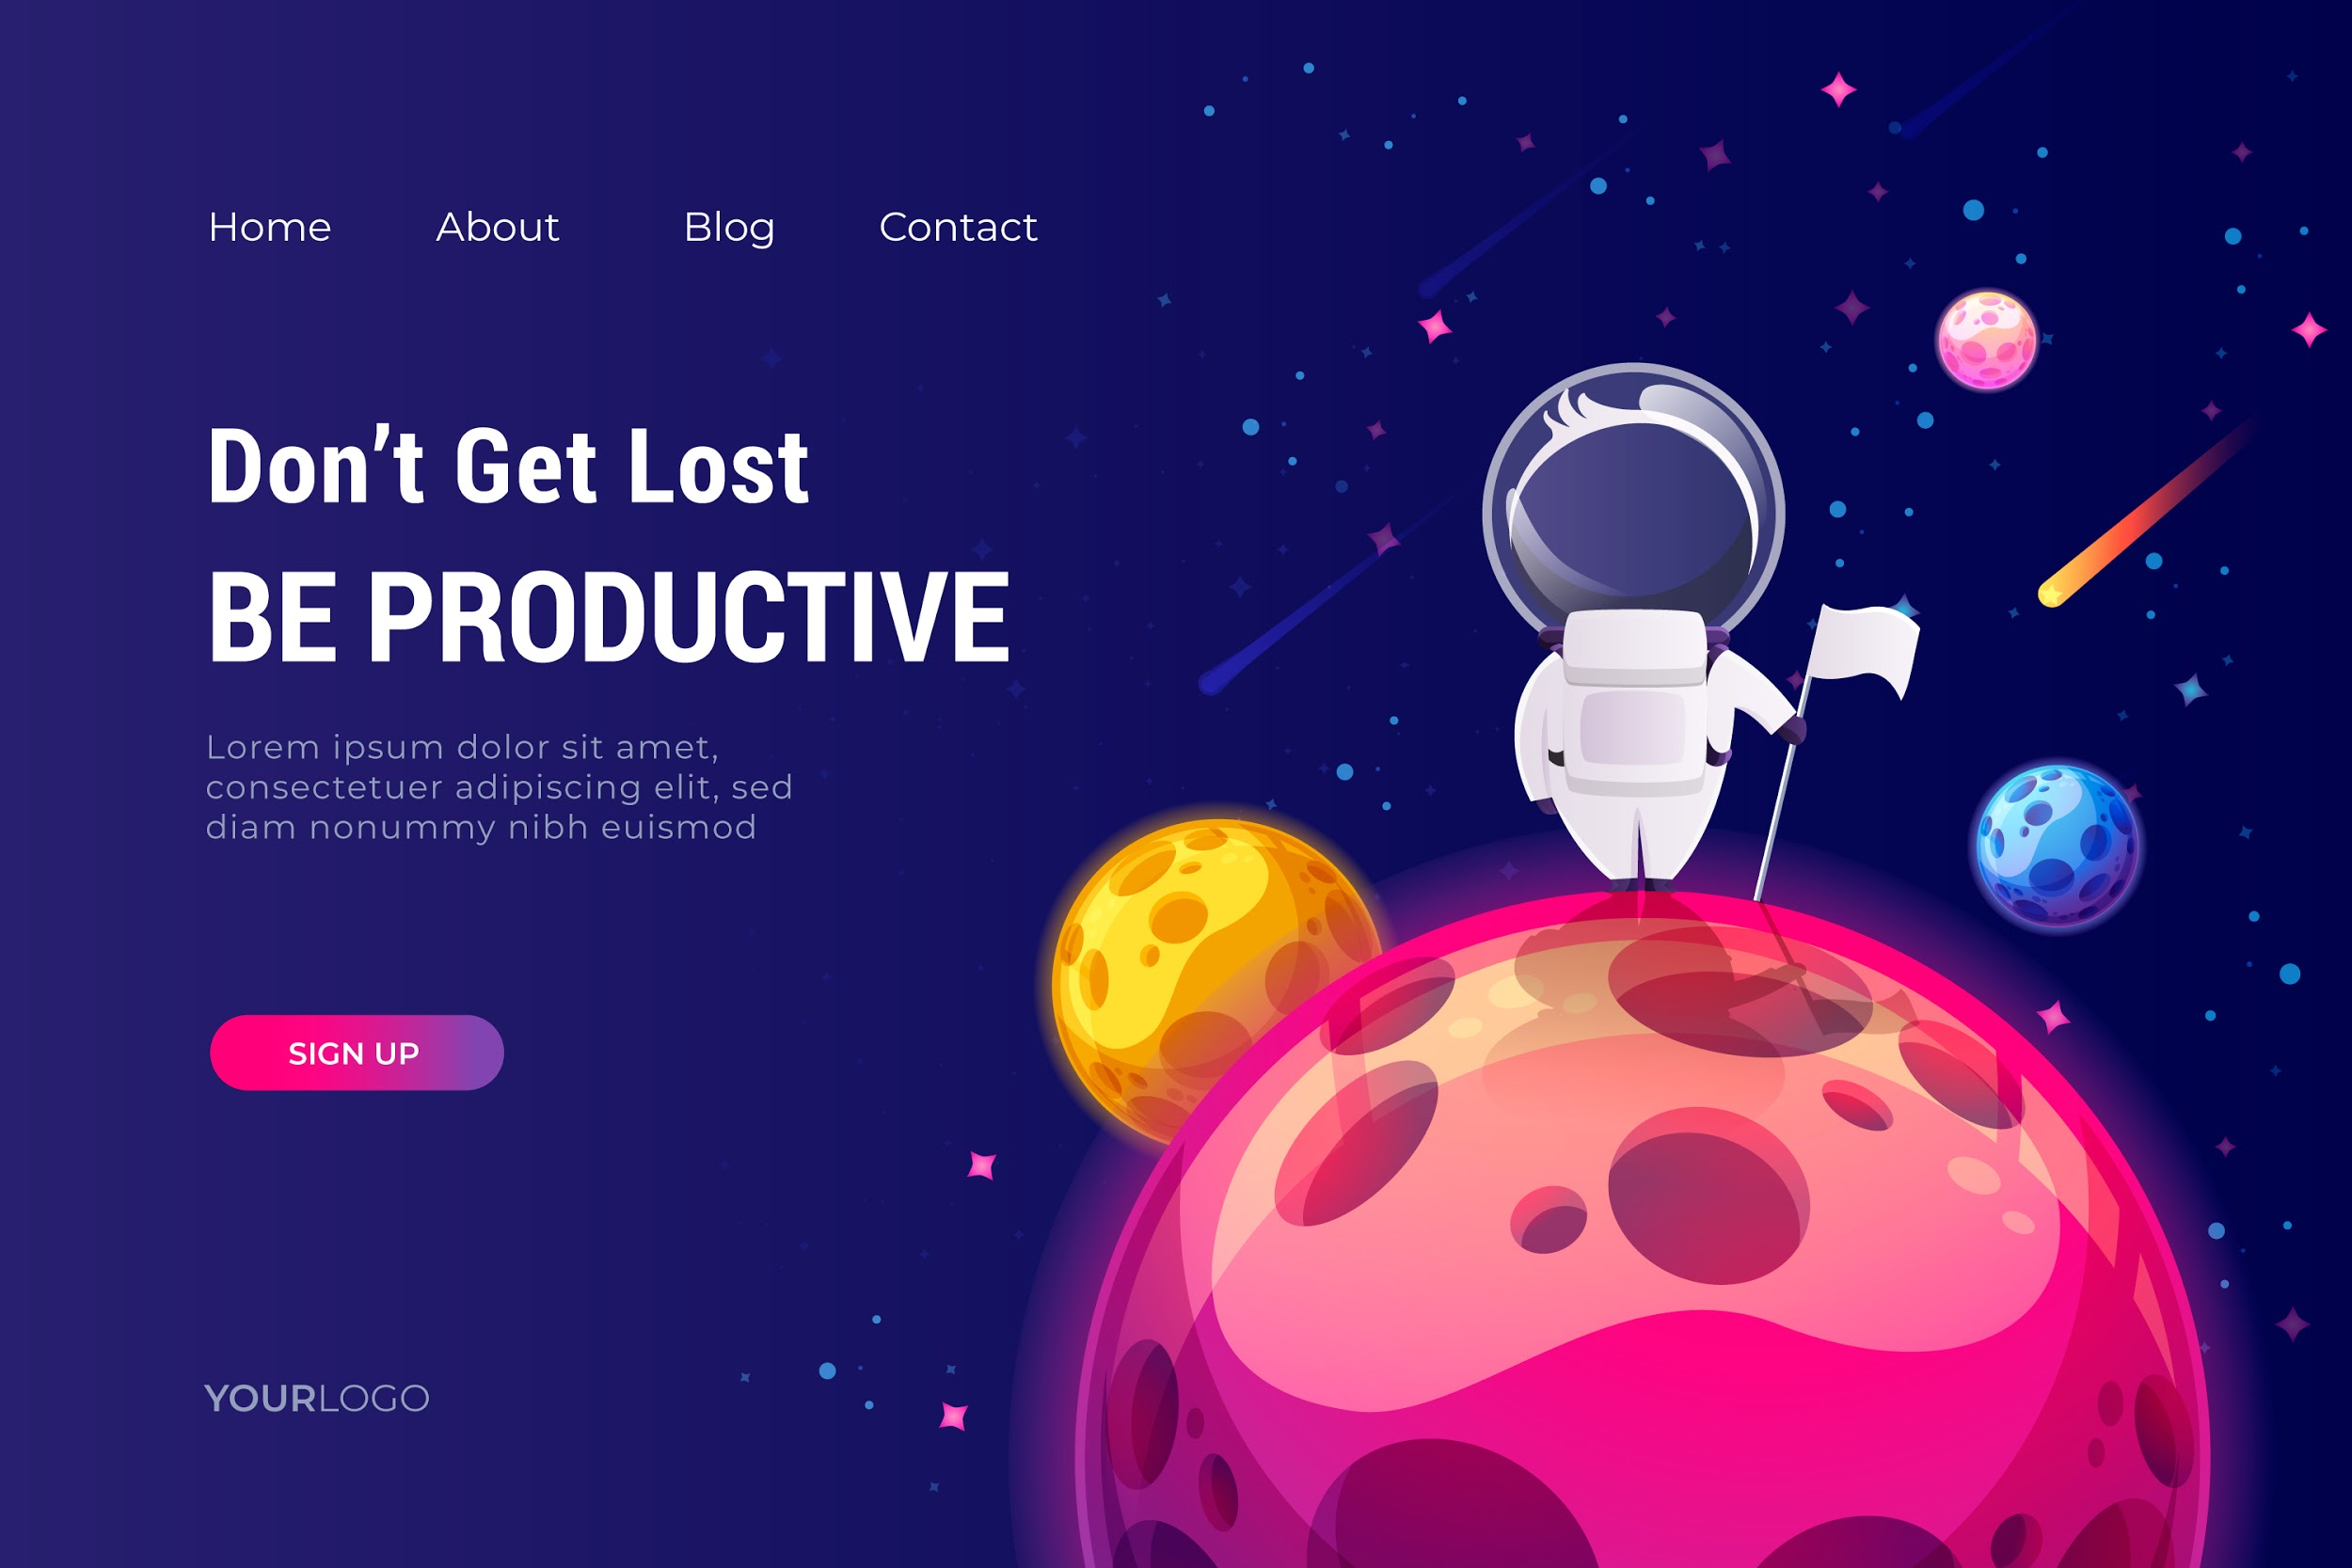 Home About Blog Contact
Don’t Get Lost
BE PRODUCTIVE
Lorem ipsum dolor sit amet,
consectetuer adipiscing elit, sed
diam nonummy nibh euismod
SIGN UP
YOURLOGO